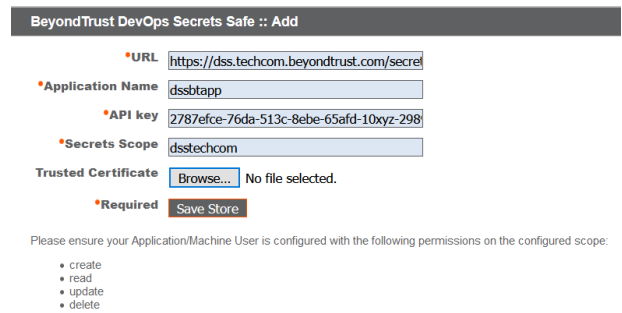 BeyondTrust DevOps Secrets Safe :: Add
•URL https://dss.techcom.beyondtrust.com/secret
•Application Name dssbtapp
•API key 2787efce-76da-513c-8ebe-65afd-10xyz-298
•Secrets Scope dsstechcom
Trusted Certificate Browse... No file selected.
•Required Save Store
Please ensure your Application/Machine User is configured with the following permissions on the configured scope:
• create
• read
• update
• delete